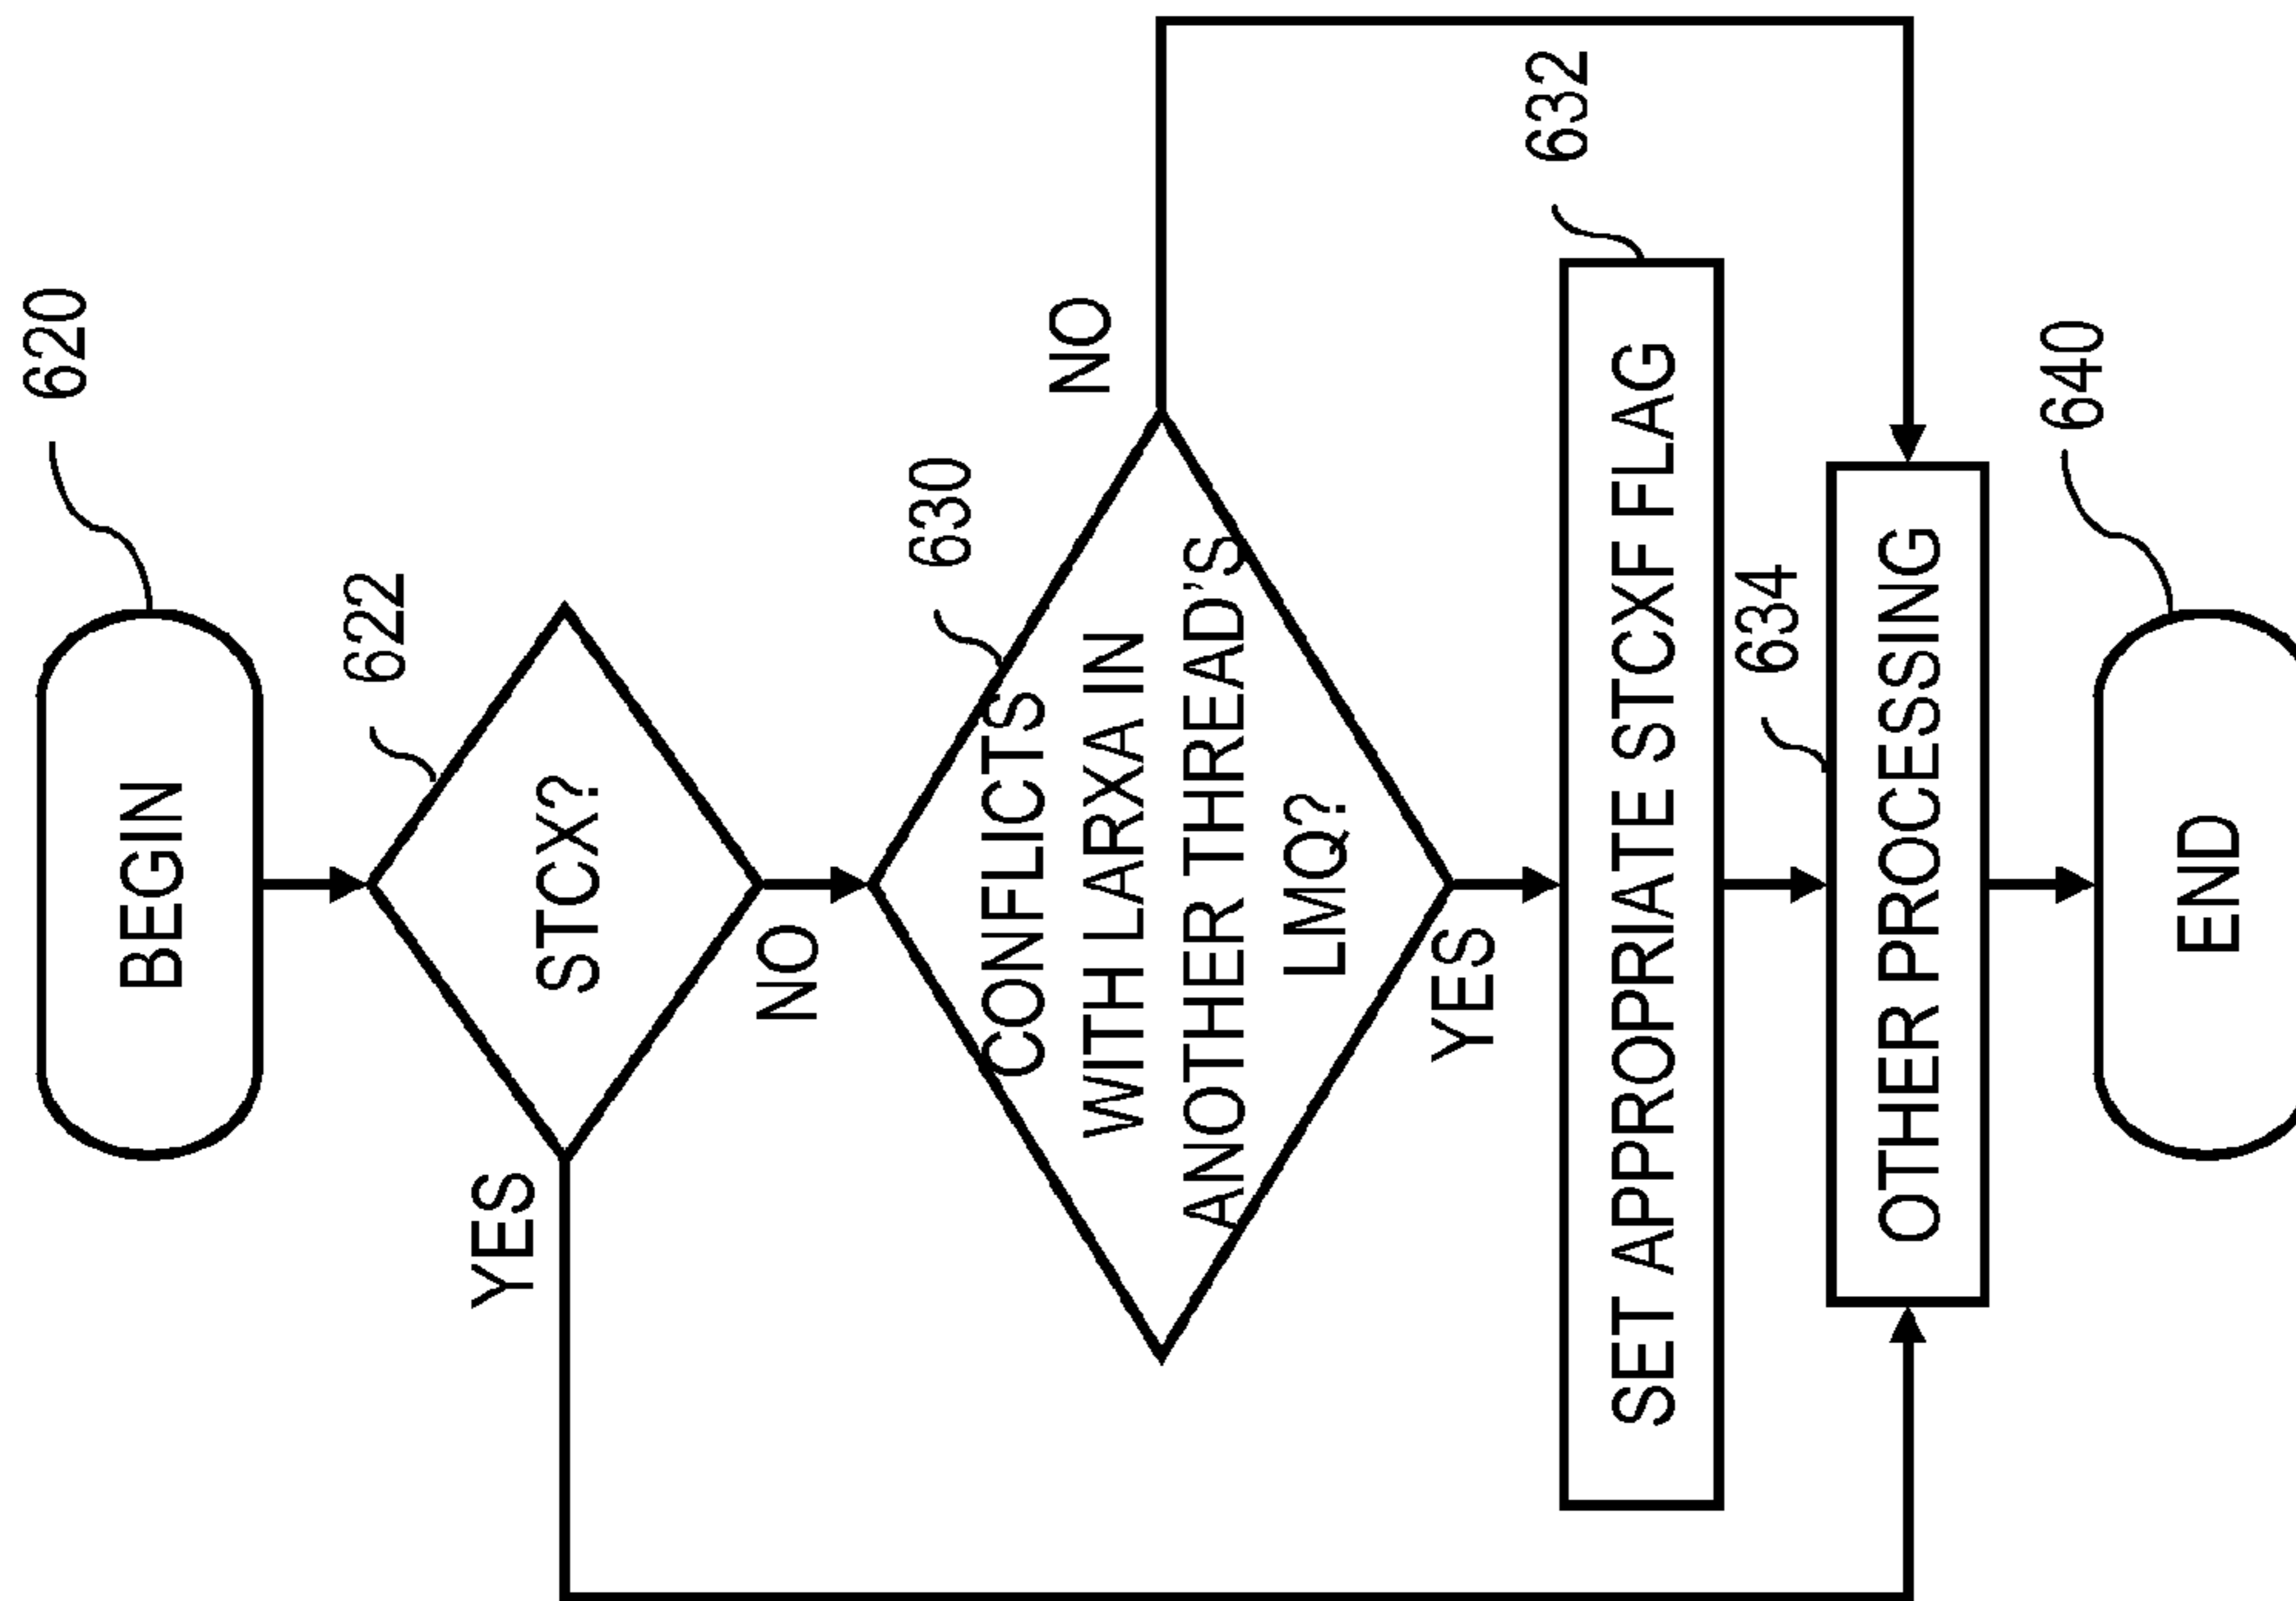 620
BEGIN
622
STCX?
YES
NO
630
CONFLICTS
WITH LARXA IN
ANOTHER THREAD'S
LMQ?
NO
YES
632
SET APPROPRIATE STCXF FLAG
634
OTHER PROCESSING
640
END